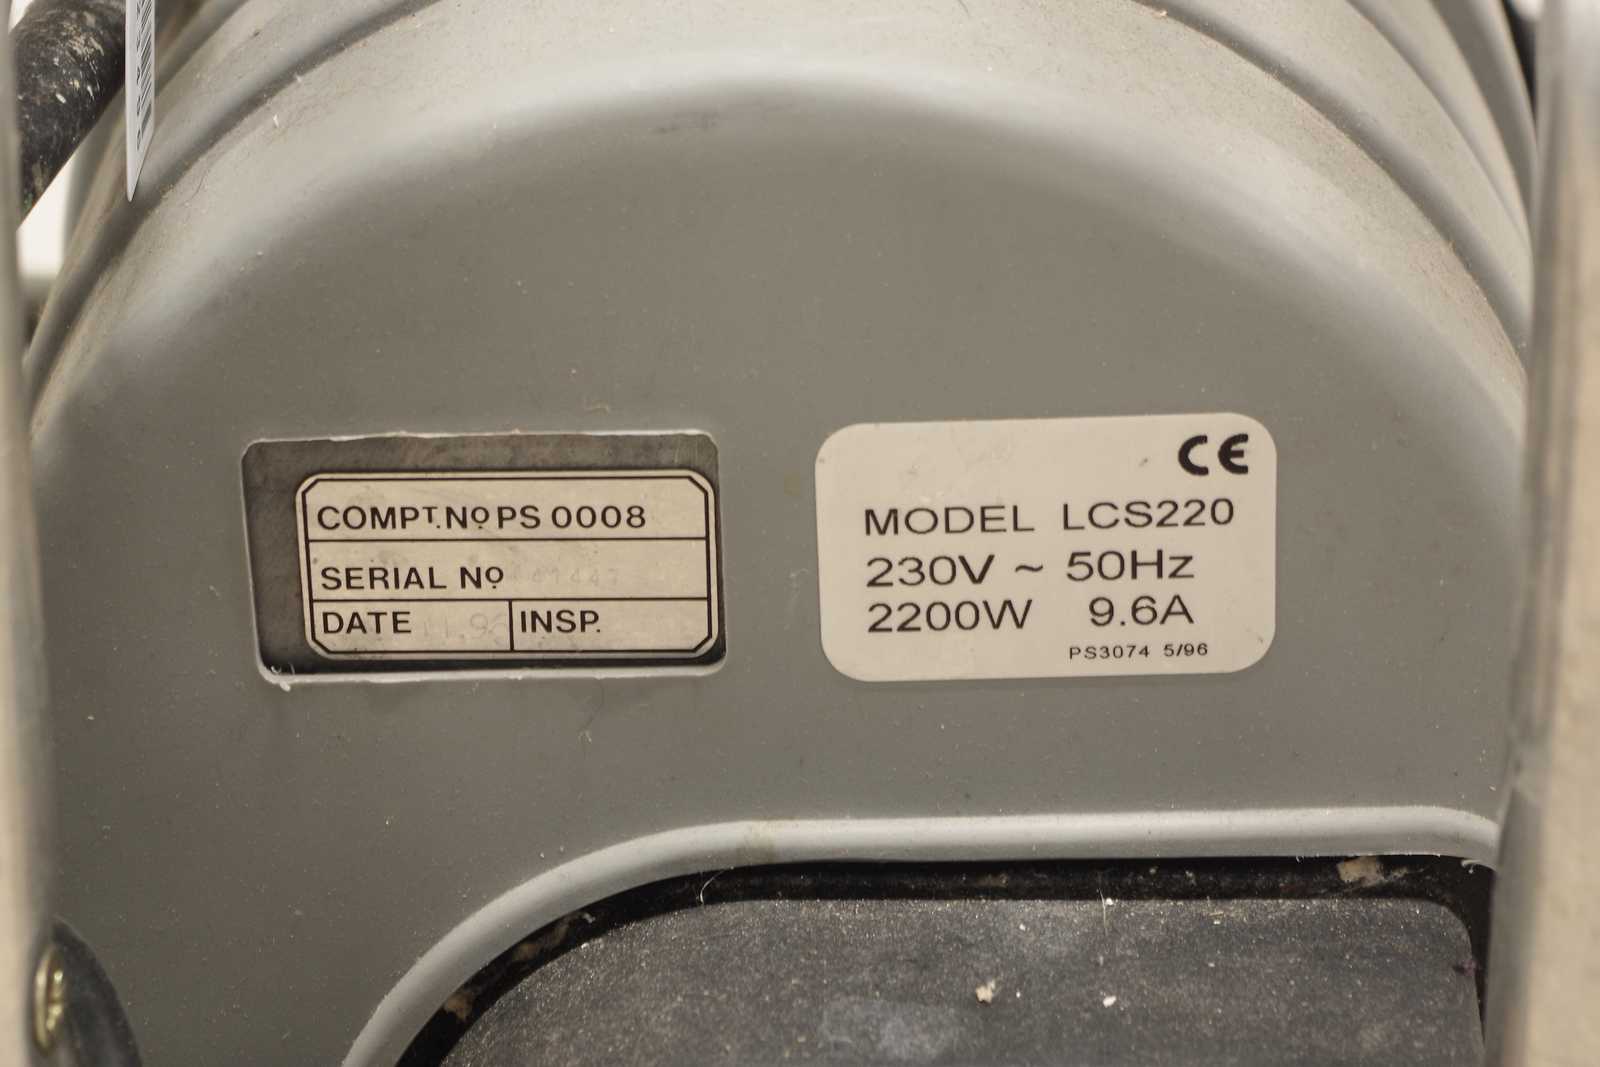 COMPT. No PS 0008
SERIAL No
DATE INSP.
CE
MODEL LCS220
230V ~ 50Hz
2200W 9.6A
PS3074 5/96